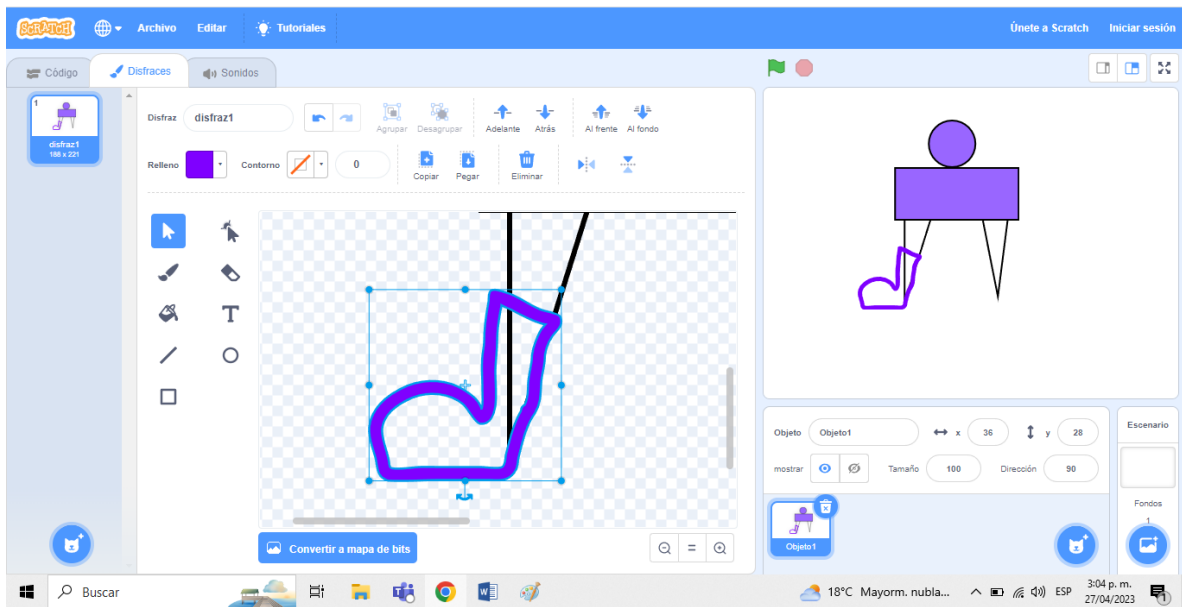 SCRATCH Archivo Editar Tutoriales Únete a Scratch Iniciar sesión
Código Disfraces Sonidos
1
disfraz1
188 x 221
Disfraz disfraz1 Agrupar Desagrupar Adelante Atrás Al frente Al fondo
Relleno Contorno 0 Copiar Pegar Eliminar
T
Convertir a mapa de bits
=
Objeto Objeto1 x 36 y 28
mostrar Tamaño 100 Dirección 90
Objeto1
Escenario
Fondos
1
Buscar 18°C Mayorm. nubla... ESP 3:04 p. m.
27/04/2023